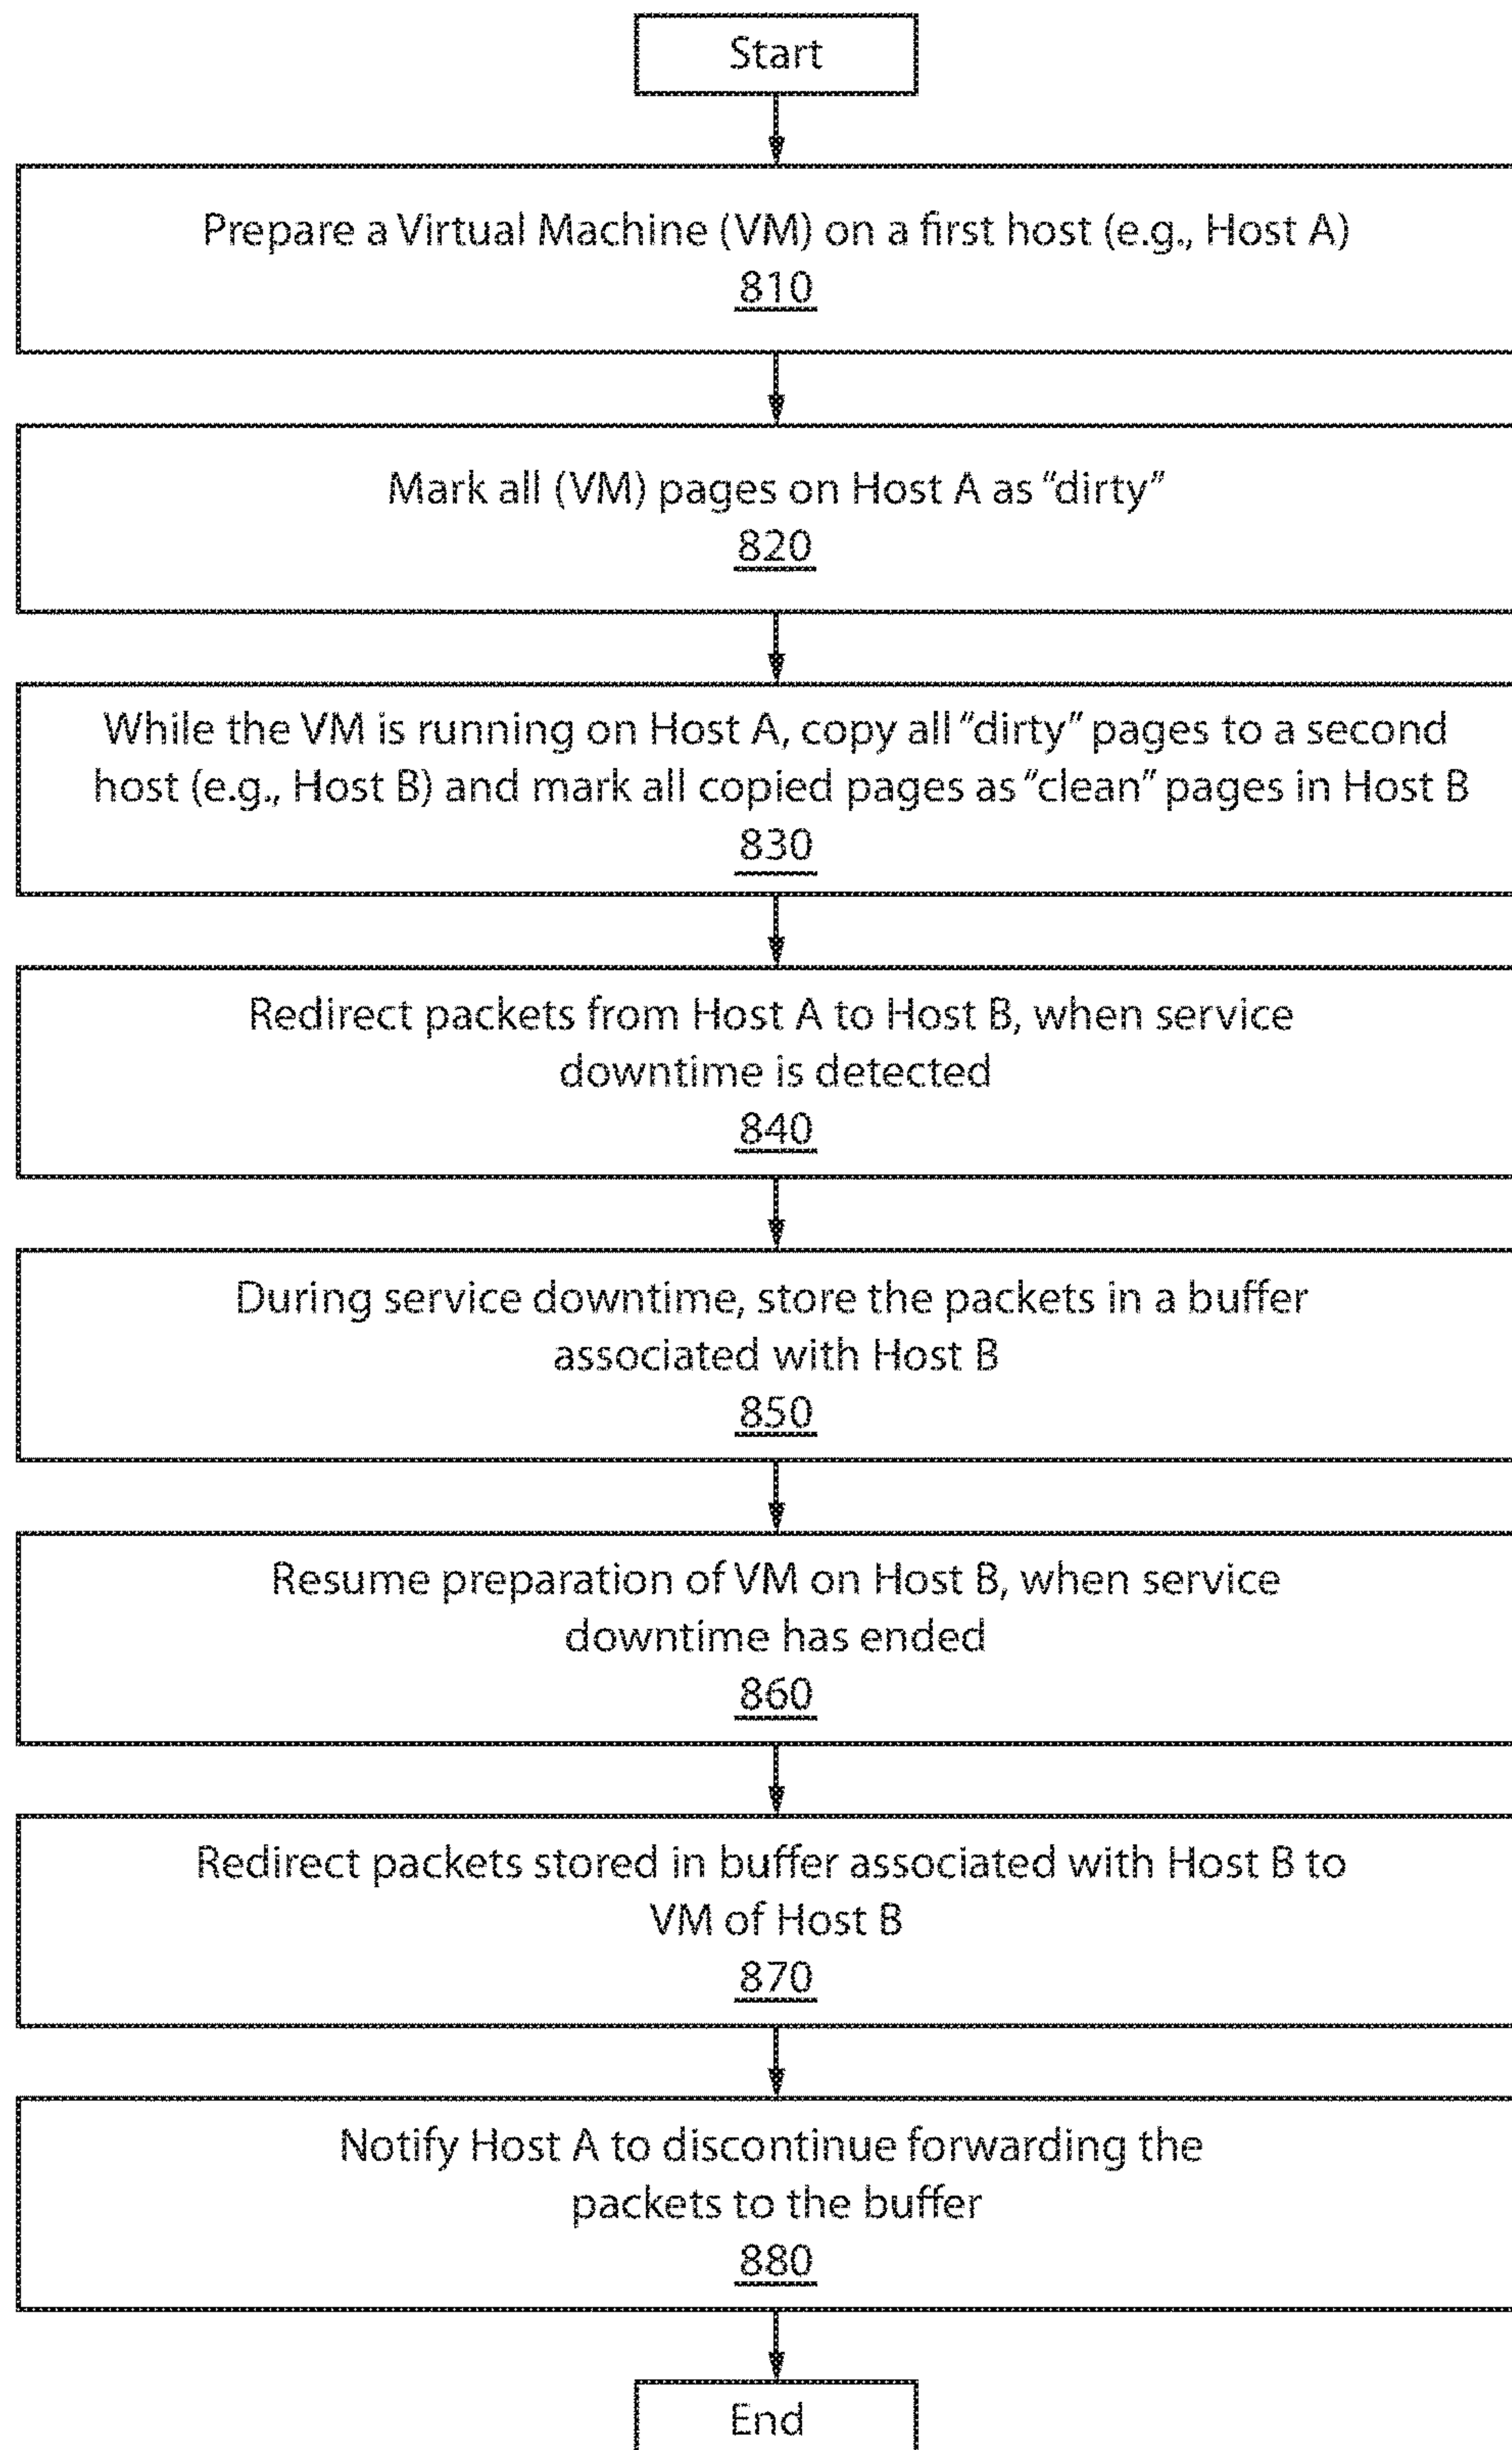 Start
Prepare a Virtual Machine (VM) on a first host (e.g., Host A)
810
Mark all (VM) pages on Host A as “dirty”
820
While the VM is running on Host A, copy all “dirty” pages to a second
host (e.g., Host B) and mark all copied pages as “clean” pages in Host B
830
Redirect packets from Host A to Host B, when service
downtime is detected
840
During service downtime, store the packets in a buffer
associated with Host B
850
Resume preparation of VM on Host B, when service
downtime has ended
860
Redirect packets stored in buffer associated with Host B to
VM of Host B
870
Notify Host A to discontinue forwarding the
packets to the buffer
880
End